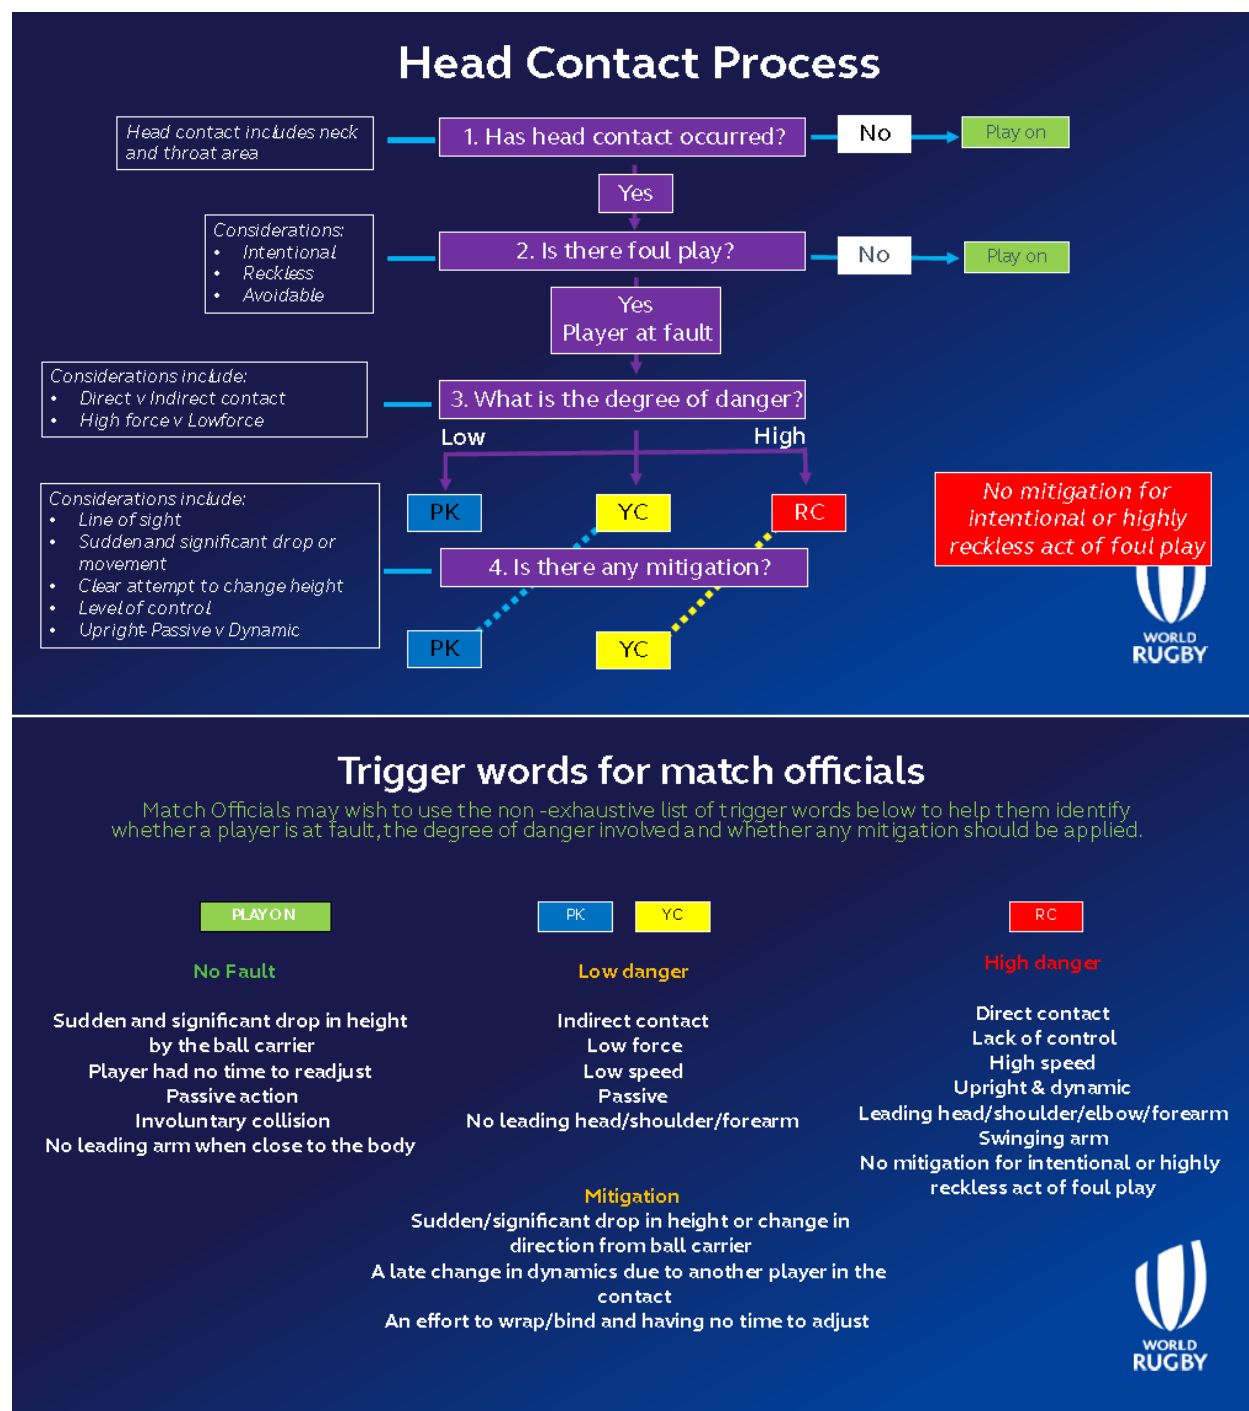 Head Contact Process
Head contact includes neck
and throat area
1. Has head contact occurred?
No
Play on
Yes
Considerations:
• Intentional
• Reckless
• Avoidable
2. Is there foul play?
No
Play on
Yes
Player at fault
Considerations include:
• Direct v Indirect contact
• High force v Low force
3. What is the degree of danger?
Low
High
PK
YC
RC
No mitigation for
intentional or highly
reckless act of foul play
Considerations include:
• Line of sight
• Sudden and significant drop or
movement
• Clear attempt to change height
• Level of control
• Upright- Passive v Dynamic
4. Is there any mitigation?
PK
YC
WORLD
RUGBY
Trigger words for match officials
Match Officials may wish to use the non -exhaustive list of trigger words below to help them identify
whether a player is at fault, the degree of danger involved and whether any mitigation should be applied.
PLAY ON
No Fault
Sudden and significant drop in height
by the ball carrier
Player had no time to readjust
Passive action
Involuntary collision
No leading arm when close to the body
PK
YC
Low danger
Indirect contact
Low force
Low speed
Passive
No leading head/shoulder/forearm
RC
High danger
Direct contact
Lack of control
High speed
Upright & dynamic
Leading head/shoulder/elbow/forearm
Swinging arm
No mitigation for intentional or highly
reckless act of foul play
Mitigation
Sudden/significant drop in height or change in
direction from ball carrier
A late change in dynamics due to another player in the
contact
An effort to wrap/bind and having no time to adjust
WORLD
RUGBY